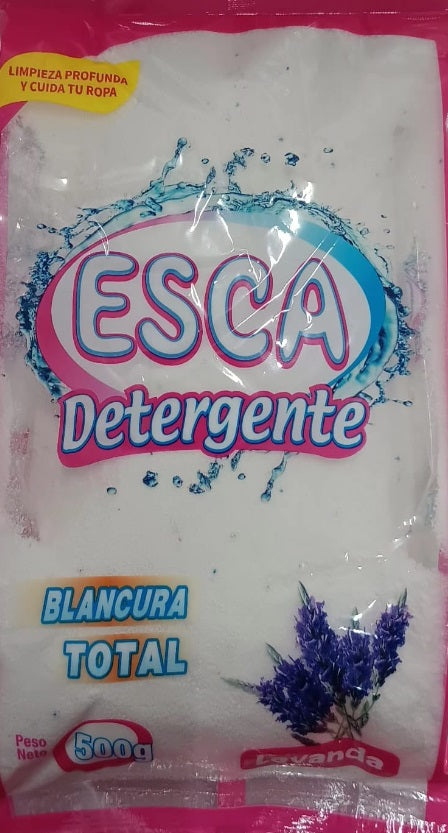 LIMPIEZA PROFUNDA
Y CUIDA TU ROPA
ESCA
Detergente
BLANCURA
TOTAL
Peso
Neto
500g
Lavanda